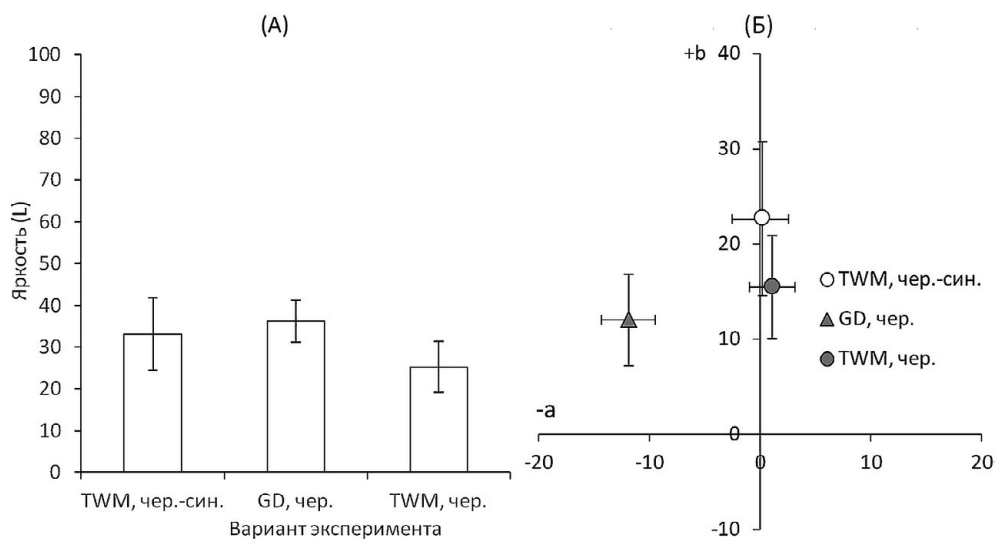 (А)
100
90
80
70
60
50
40
30
20
10
0
Яркость (L)
TWM, чер.-син.
GD, чер.
TWM, чер.
Вариант эксперимента
(Б)
+b
40
30
20
10
0
-10
-a
-20
-10
0
10
20
TWM, чер.-син.
GD, чер.
TWM, чер.